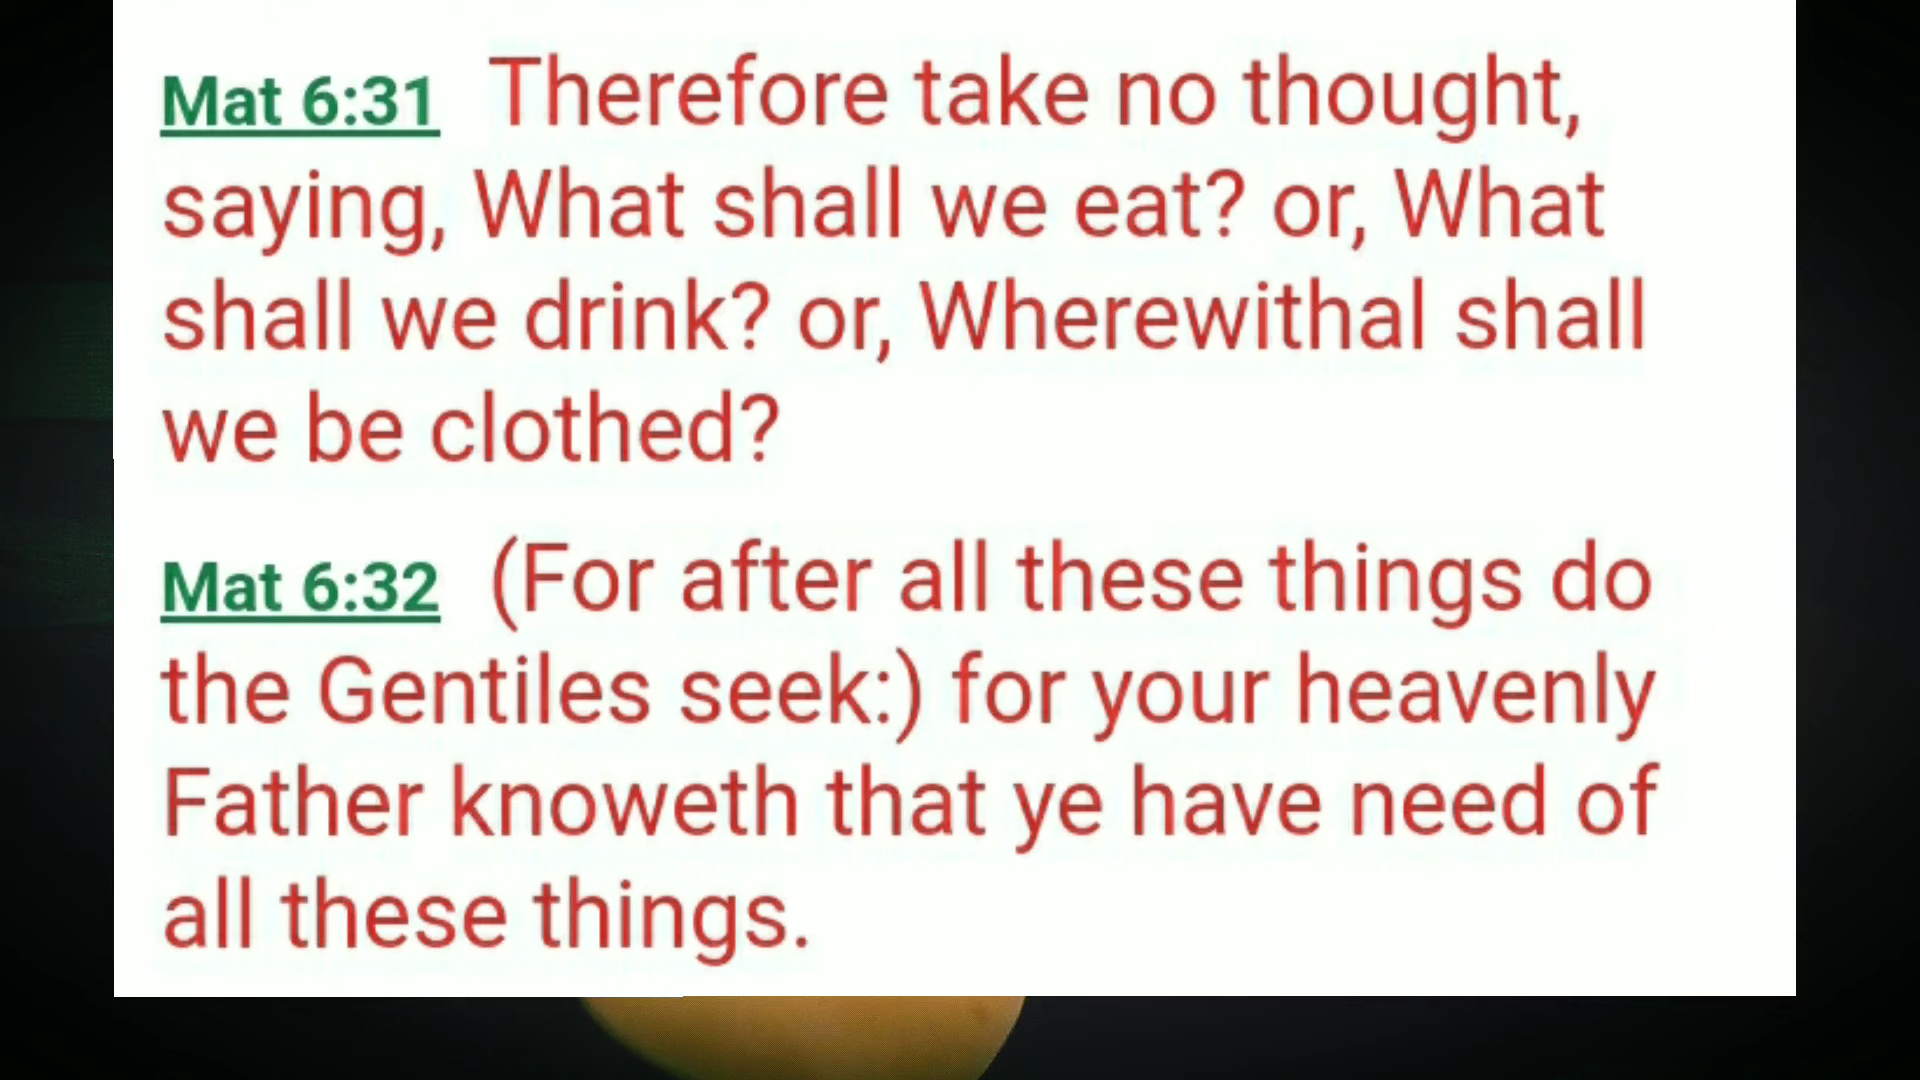 Mat 6:31 Therefore take no thought,
saying, What shall we eat? or, What
shall we drink? or, Wherewithal shall
we be clothed?
Mat 6:32 (For after all these things do
the Gentiles seek:) for your heavenly
Father knoweth that ye have need of
all these things.